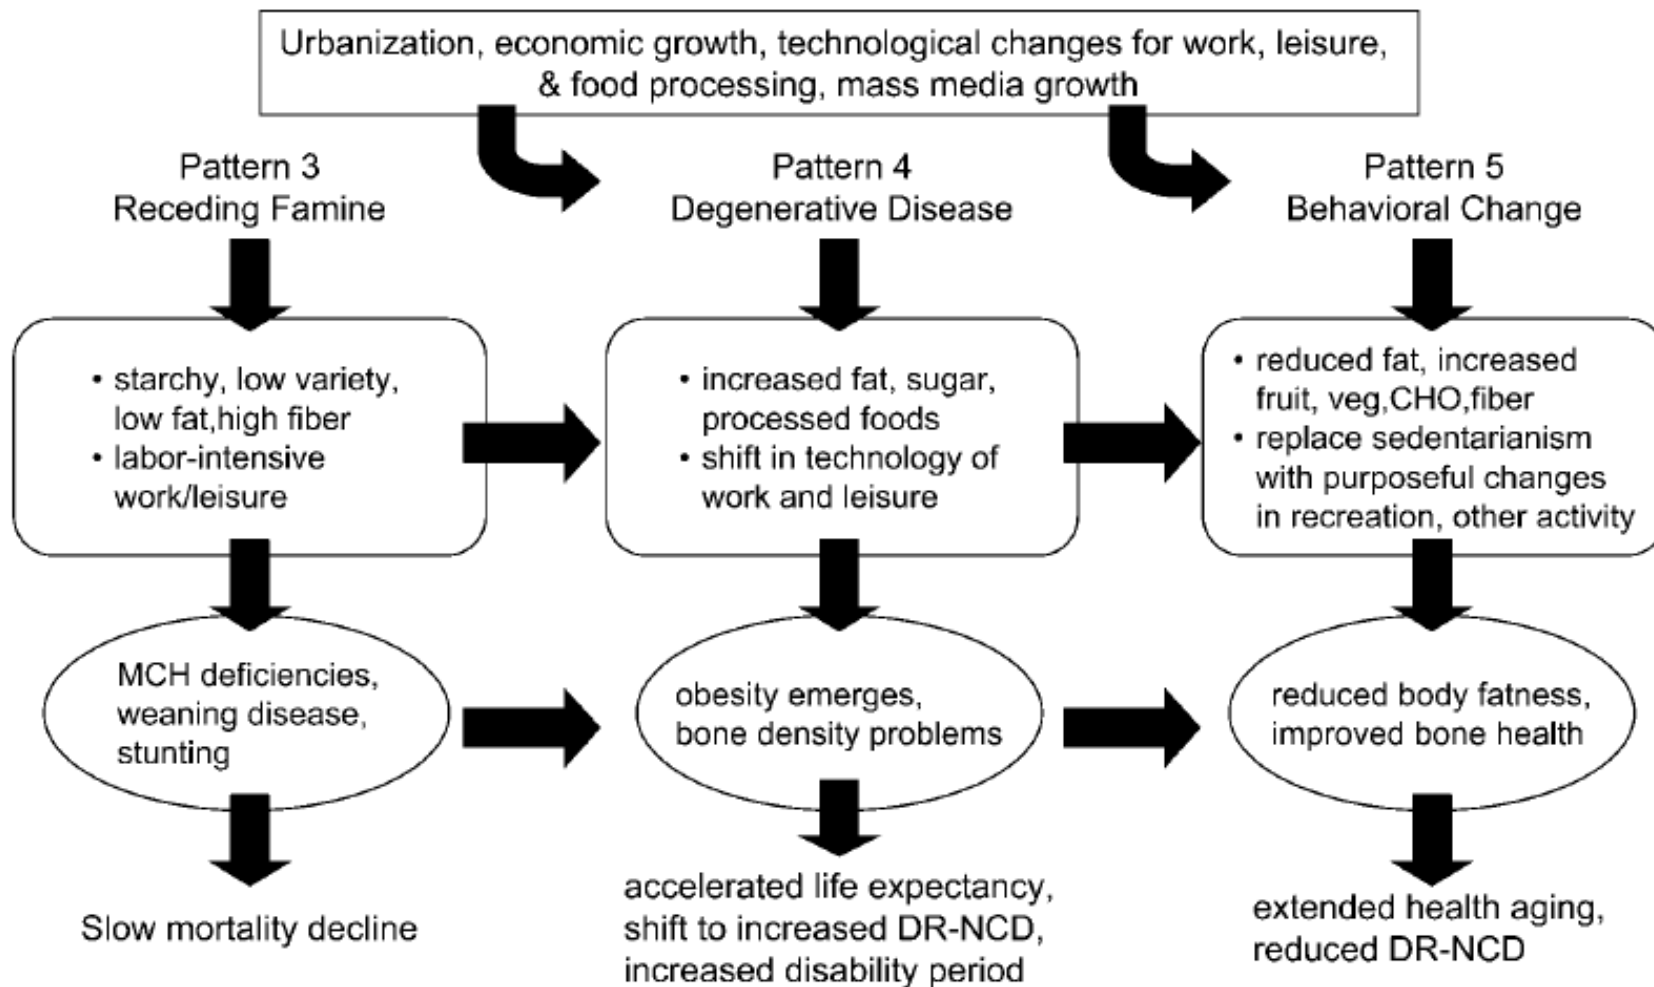 Urbanization, economic growth, technological changes for work, leisure,
& food processing, mass media growth
Pattern 3
Receding Famine
Pattern 4
Degenerative Disease
Pattern 5
Behavioral Change
• starchy, low variety,
low fat,high fiber
• labor-intensive
work/leisure
• increased fat, sugar,
processed foods
• shift in technology of
work and leisure
• reduced fat, increased
fruit, veg,CHO,fiber
• replace sedentarianism
with purposeful changes
in recreation, other activity
MCH deficiencies,
weaning disease,
stunting
obesity emerges,
bone density problems
reduced body fatness,
improved bone health
Slow mortality decline
accelerated life expectancy,
shift to increased DR-NCD,
increased disability period
extended health aging,
reduced DR-NCD